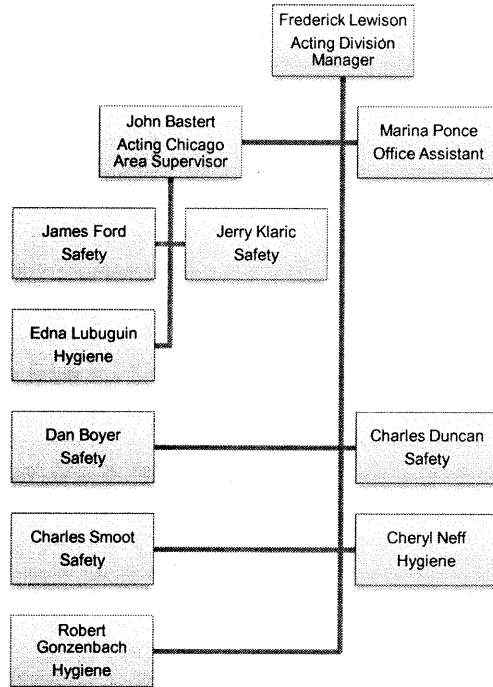 Frederick Lewison
Acting Division
Manager
John Bastert
Acting Chicago
Area Supervisor
Marina Ponce
Office Assistant
James Ford
Safety
Jerry Klaric
Safety
Edna Lubuguin
Hygiene
Dan Boyer
Safety
Charles Duncan
Safety
Charles Smoot
Safety
Cheryl Neff
Hygiene
Robert
Gonzenbach
Hygiene